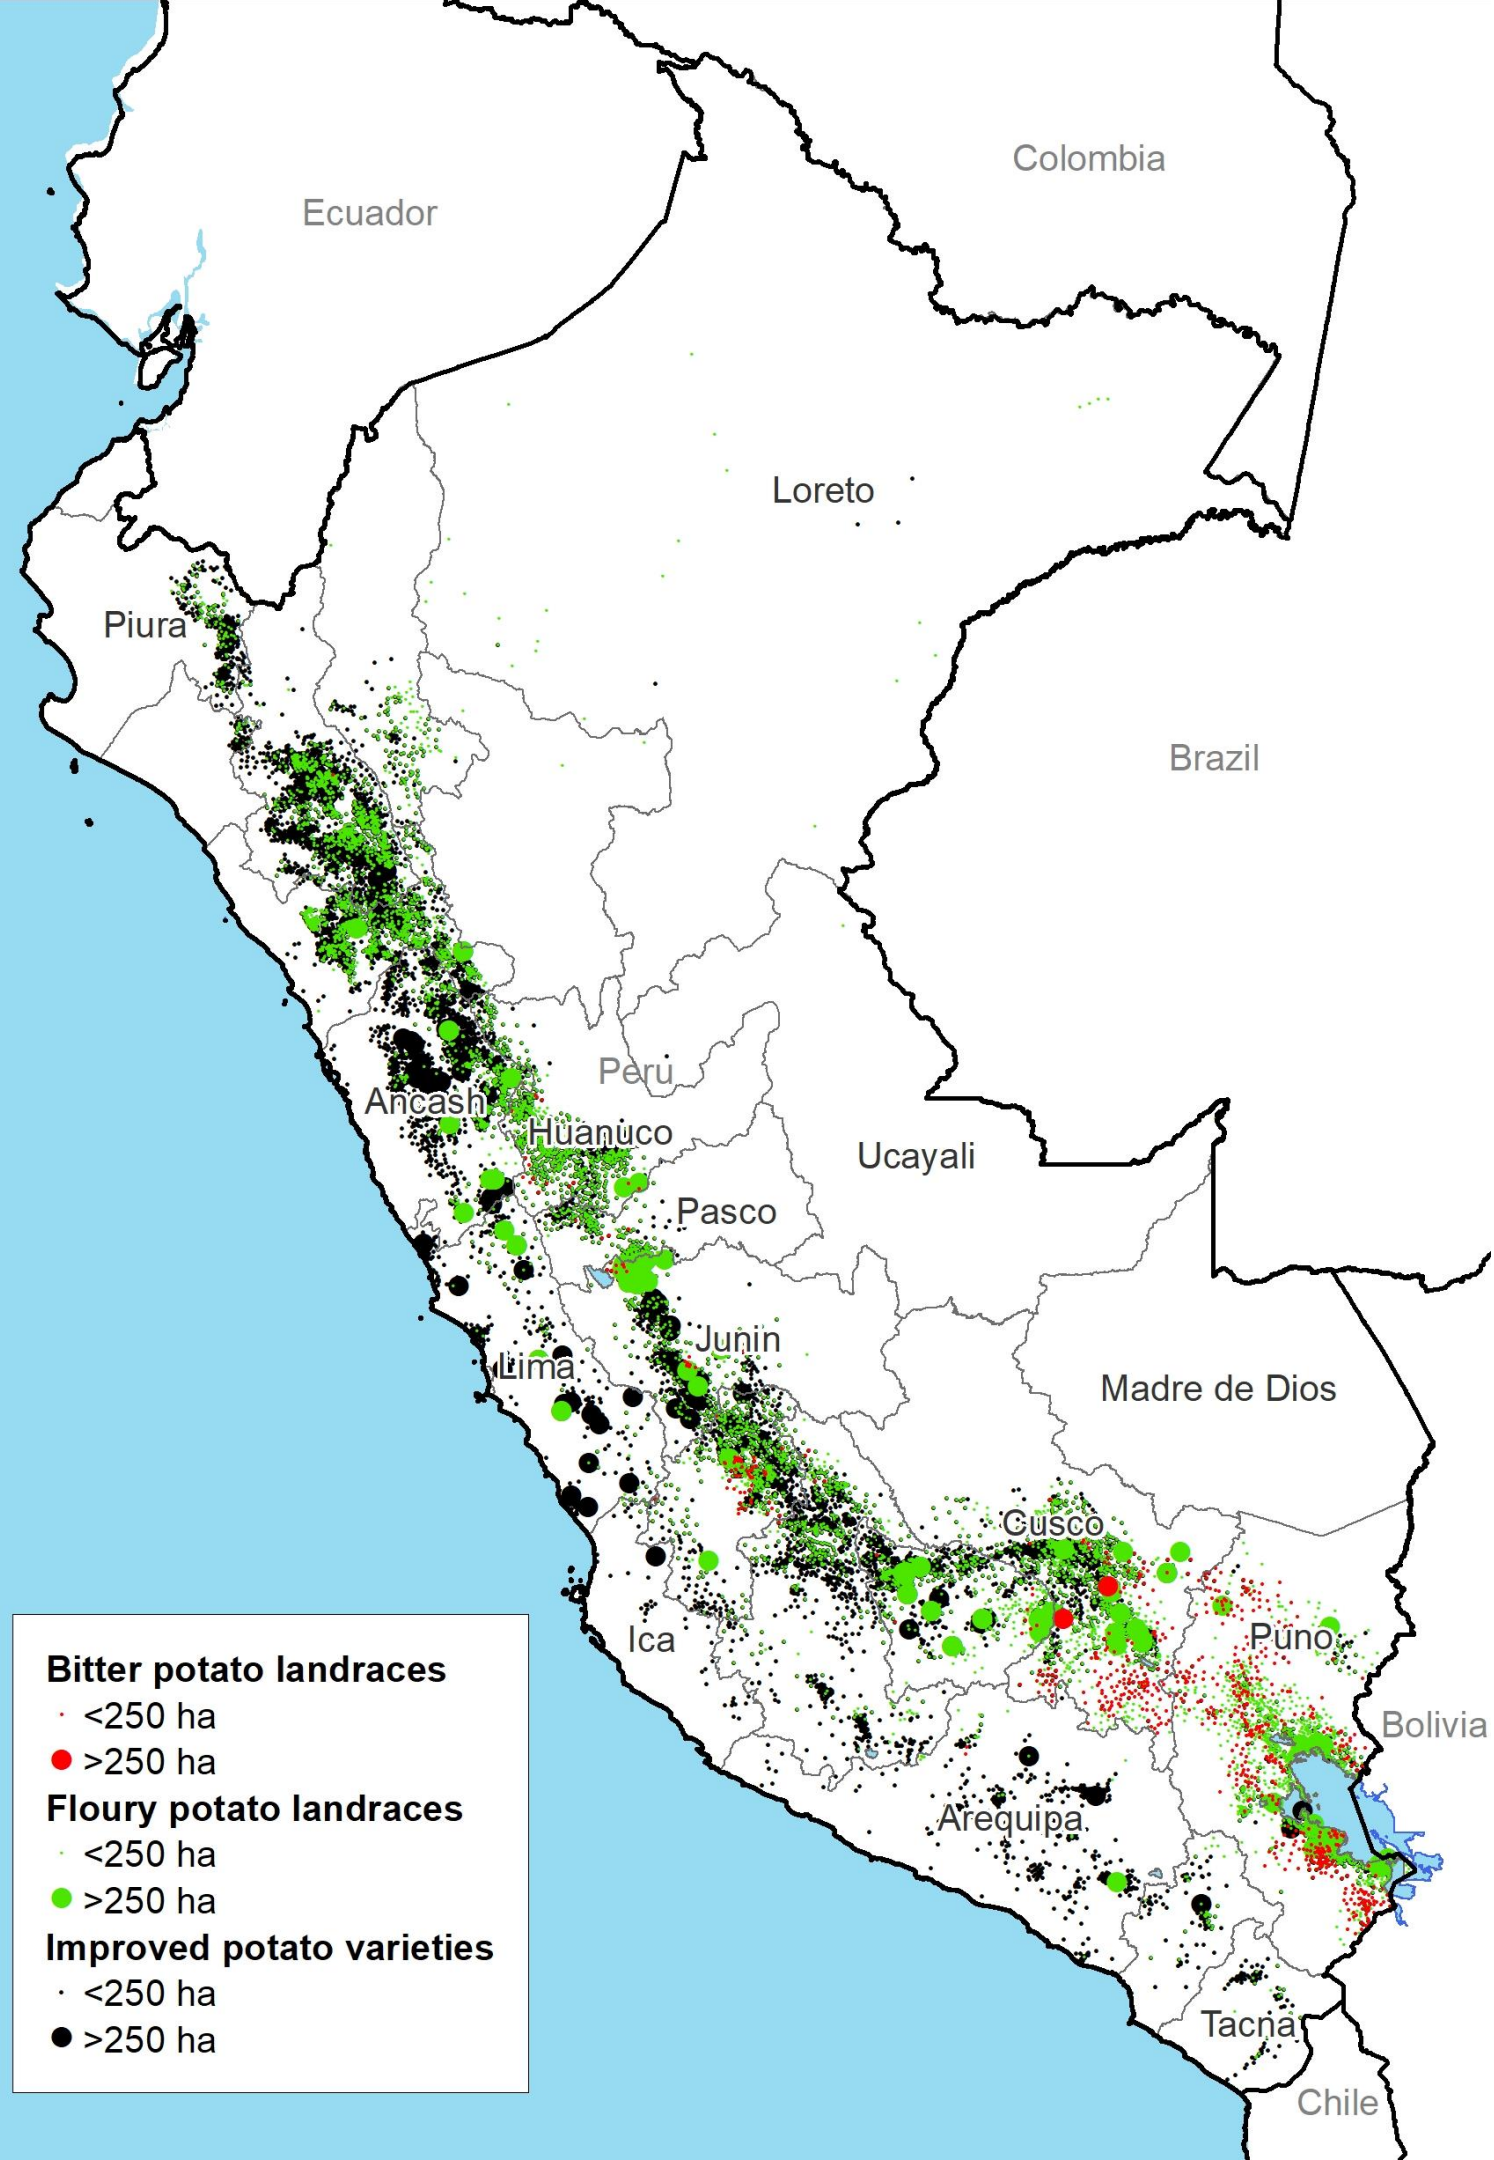 Colombia
Ecuador
Loreto
Piura
Brazil
Peru
Ancash
Huanuco
Ucayali
Pasco
Junin
Lima
Madre de Dios
Cusco
Ica
Puno
Bolivia
Arequipa
Tacna
Chile
Bitter potato landraces
<250 ha
>250 ha
Floury potato landraces
<250 ha
>250 ha
Improved potato varieties
<250 ha
>250 ha